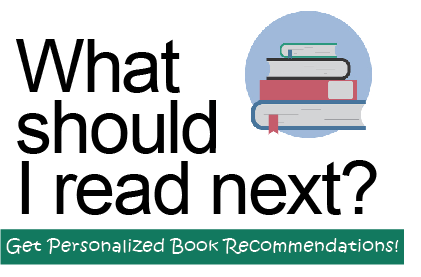 What
should
I read next?
Get Personalized Book Recommendations!